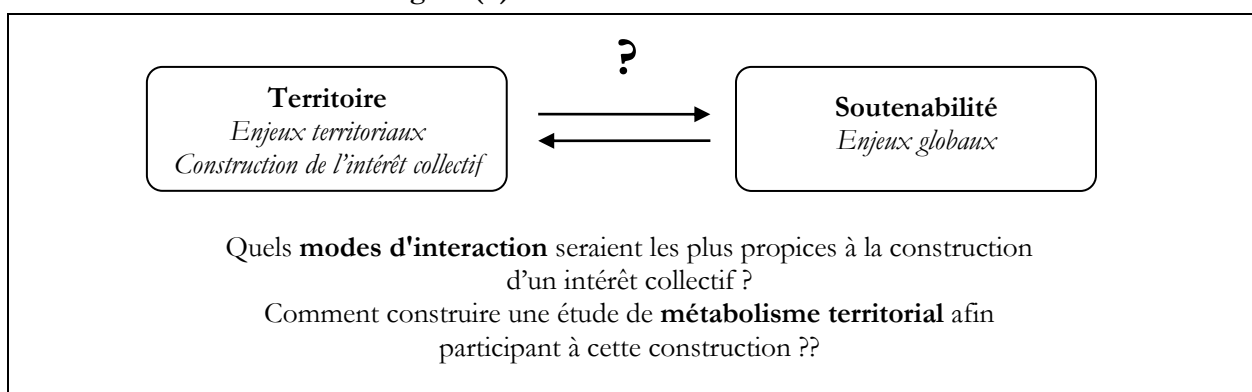 ?
Territoire
Enjeux territoriaux
Construction de l'intérêt collectif
Soutenabilité
Enjeux globaux
Quels modes d'interaction seraient les plus propices à la construction
d'un intérêt collectif ?
Comment construire une étude de métabolisme territorial afin
participant à cette construction ??